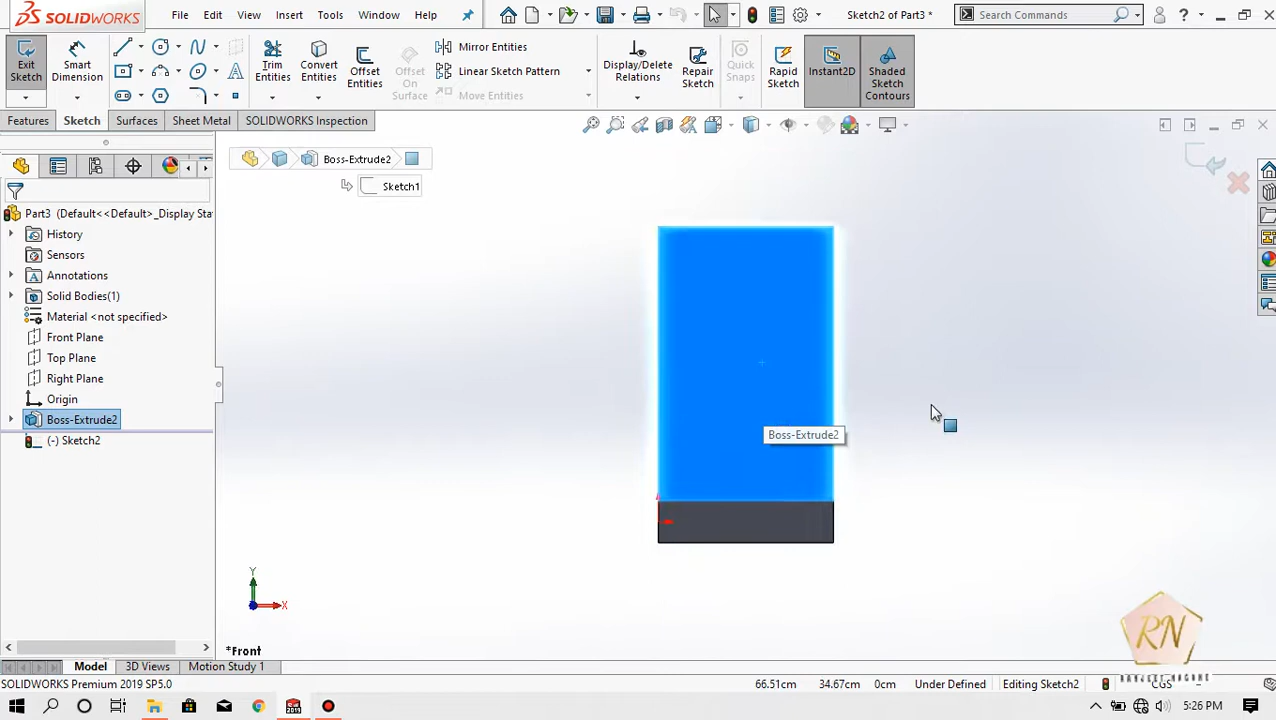 SOLIDWORKS
File Edit View Insert Tools Window Help
Sketch2 of Part3 *
Search Commands
?
Exit Sketch
Smart Dimension
Trim Entities
Convert Entities
Offset Entities
Offset On Surface
Mirror Entities
Linear Sketch Pattern
Move Entities
Display/Delete Relations
Repair Sketch
Quick Snaps
Rapid Sketch
Instant2D
Shaded Sketch Contours
Features Sketch Surfaces Sheet Metal SOLIDWORKS Inspection
Boss-Extrude2
Sketch1
Part3 (Default<<Default>_Display Sta
History
Sensors
Annotations
Solid Bodies(1)
Material <not specified>
Front Plane
Top Plane
Right Plane
Origin
Boss-Extrude2
(-) Sketch2
Boss-Extrude2
Y
X
*Front
RN
Model 3D Views Motion Study 1
SOLIDWORKS Premium 2019 SP5.0
66.51cm 34.67cm 0cm Under Defined Editing Sketch2
5:26 PM